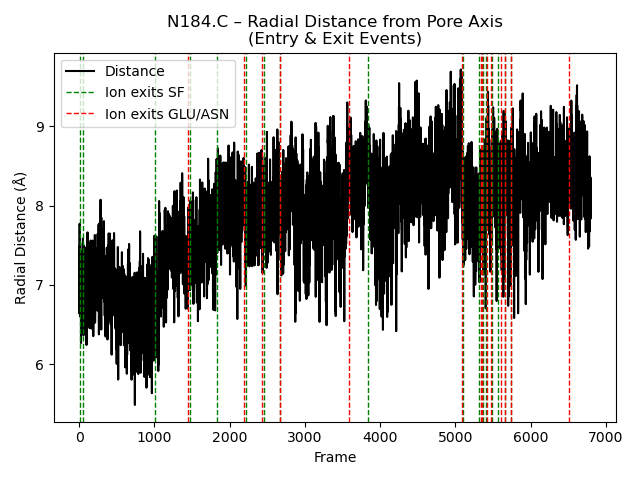 N184.C – Radial Distance from Pore Axis
(Entry & Exit Events)
Distance
Ion exits SF
Ion exits GLU/ASN
9
8
7
6
Radial Distance (Å)
0 1000 2000 3000 4000 5000 6000 7000
Frame